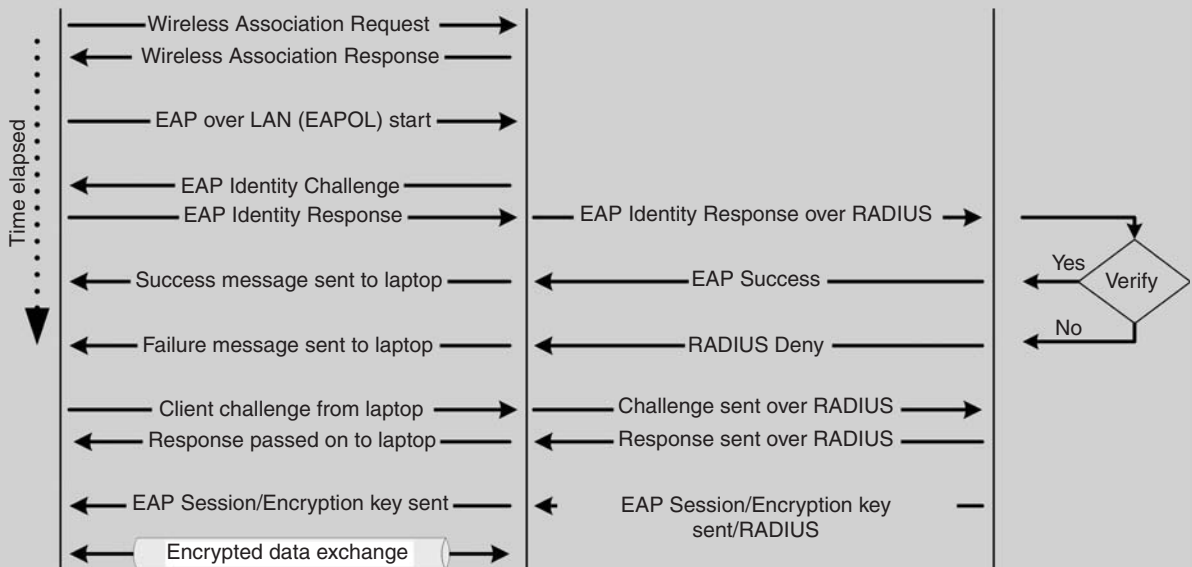 Wireless Association Request
Wireless Association Response
Time elapsed
EAP over LAN (EAPOL) start
EAP Identity Challenge
EAP Identity Response
EAP Identity Response over RADIUS
Success message sent to laptop
EAP Success
Yes
Verify
No
Failure message sent to laptop
RADIUS Deny
Client challenge from laptop
Challenge sent over RADIUS
Response passed on to laptop
Response sent over RADIUS
EAP Session/Encryption key sent
EAP Session/Encryption key
sent/RADIUS
Encrypted data exchange